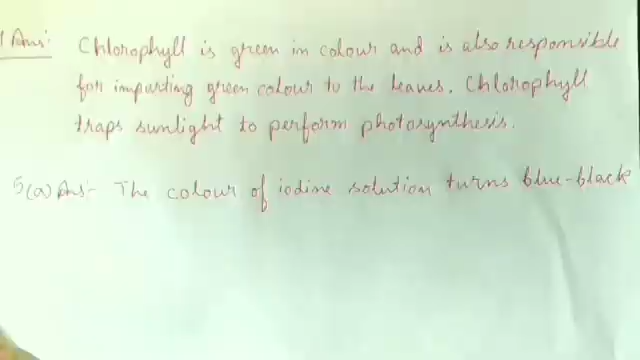 Ans:  Chlorophyll is green in colour and is also responsible
for imparting green colour to the leaves. Chlorophyll
traps sunlight to perform photosynthesis.
5(a) Ans- The colour of iodine solution turns blue-black